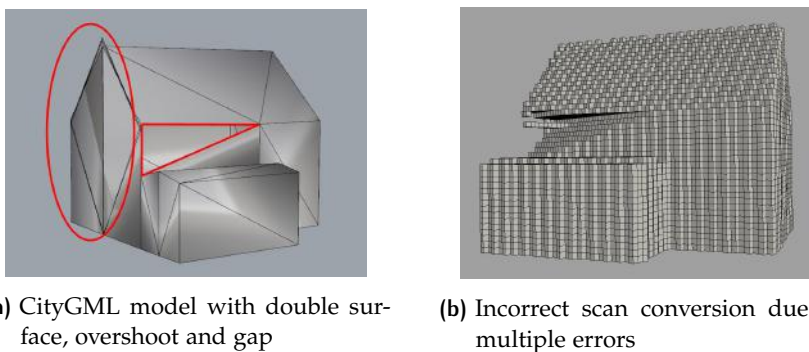 a) CityGML model with double sur-
face, overshoot and gap
(b) Incorrect scan conversion due
multiple errors